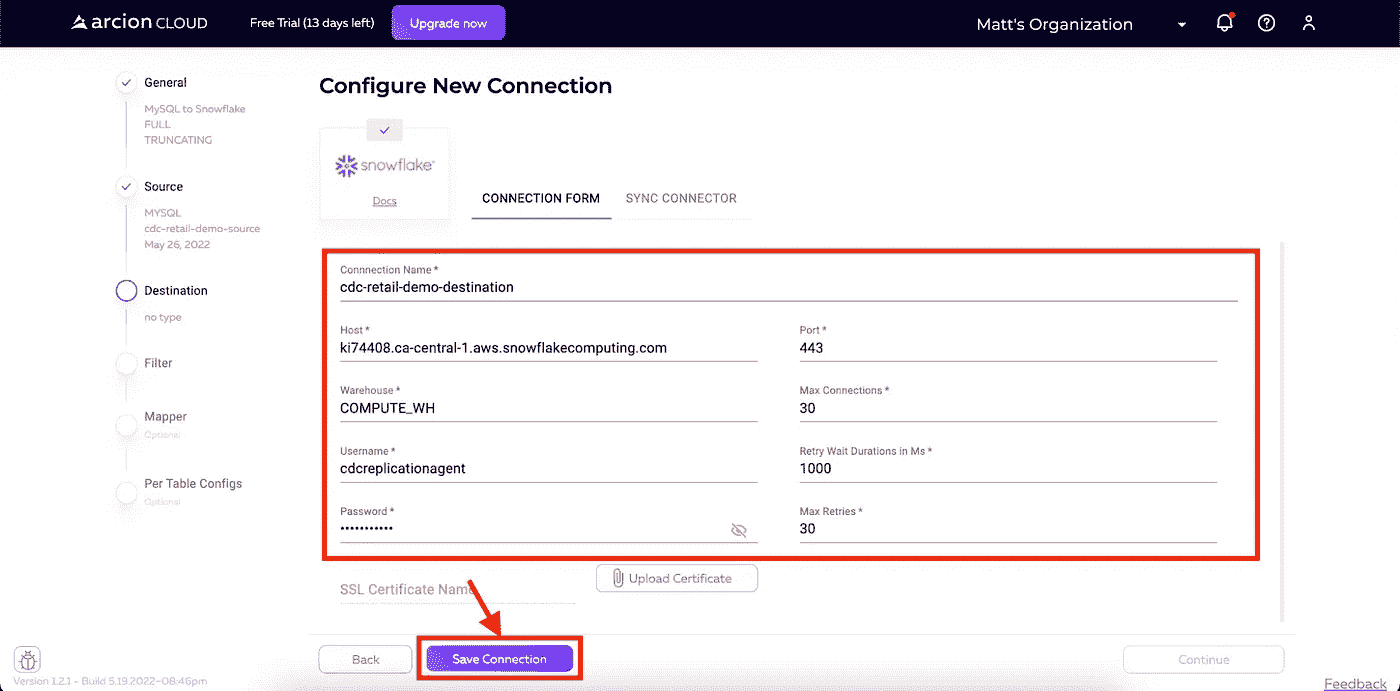 arcion CLOUD
Free Trial (13 days left)
Upgrade now
Matt's Organization
General
MySQL to Snowflake
FULL
TRUNCATING
Source
MYSQL
cdc-retail-demo-source
May 26, 2022
Destination
no type
Filter
Mapper
Optional
Per Table Configs
Optional
Configure New Connection
snowflake
Docs
CONNECTION FORM
SYNC CONNECTOR
Connnection Name *
cdc-retail-demo-destination
Host *
ki74408.ca-central-1.aws.snowflakecomputing.com
Port *
443
Warehouse *
COMPUTE_WH
Max Connections *
30
Username *
cdcreplicationagent
Retry Wait Durations in Ms *
1000
Password *
•••••••••••
Max Retries *
30
SSL Certificate Name
Upload Certificate
Back
Save Connection
Continue
Version 1.2.1 - Build 5.19.2022-08:46pm
Feedback